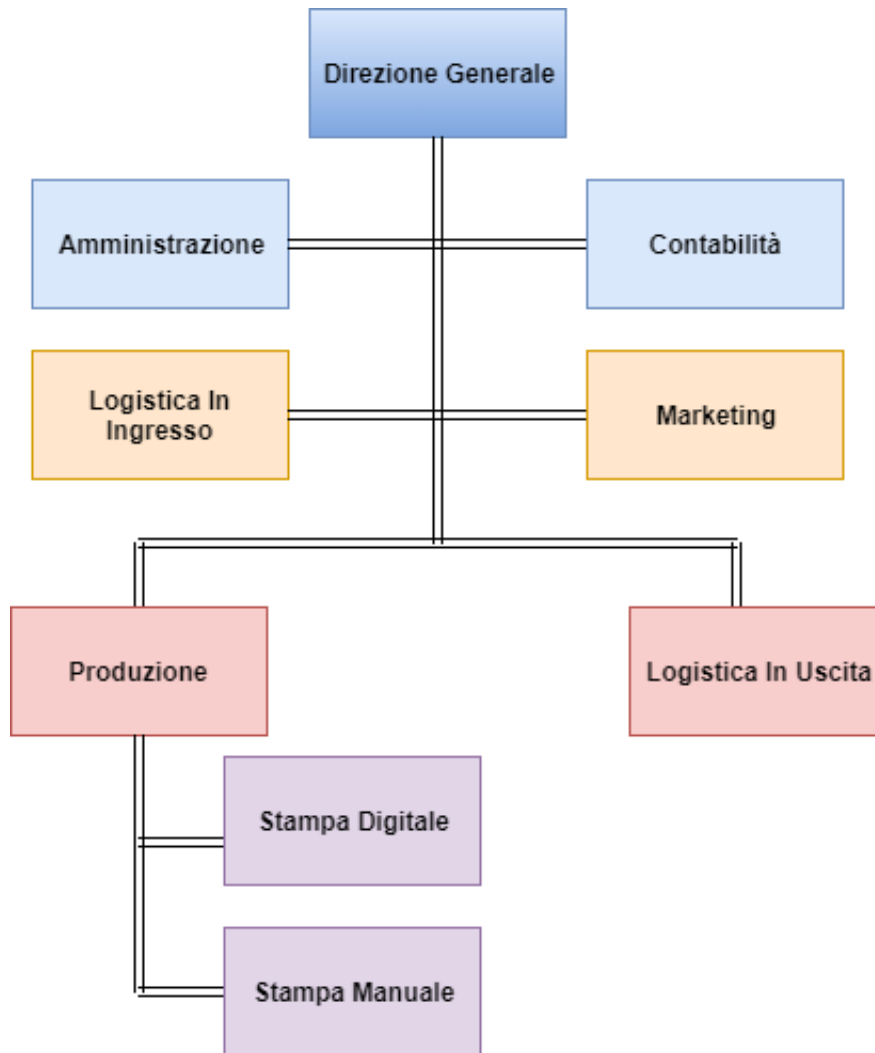 Direzione Generale
Amministrazione
Contabilità
Logistica In
Ingresso
Marketing
Produzione
Logistica In Uscita
Stampa Digitale
Stampa Manuale